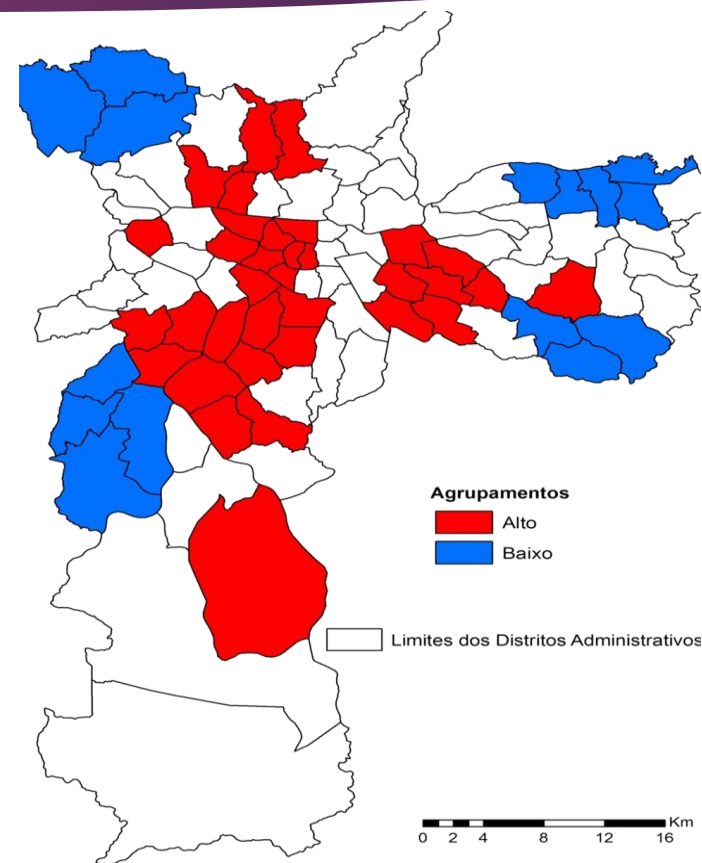 Agrupamentos
Alto
Baixo
Limites dos Distritos Administrativos
Km
0 2 4 8 12 16